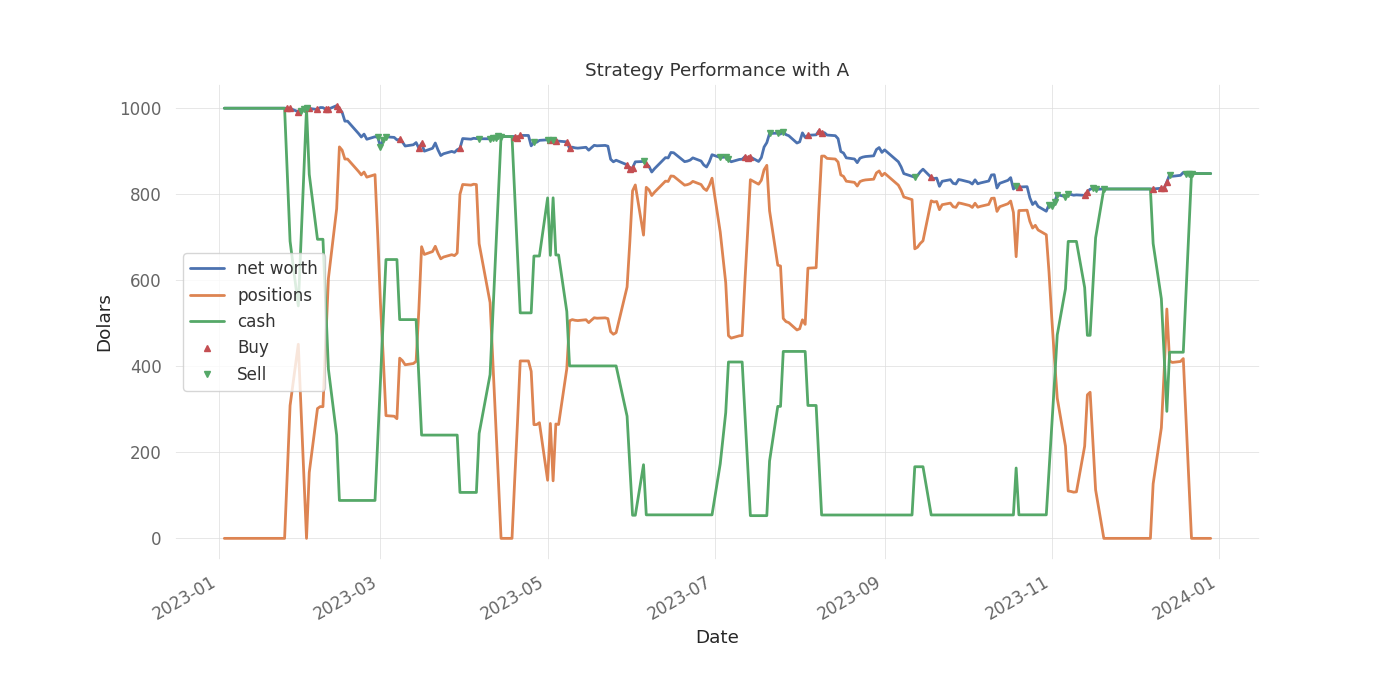 Strategy Performance with A
1000
800
600
400
200
0
Dolars
net worth
positions
cash
Buy
Sell
2023-01
2023-03
2023-05
2023-07
2023-09
2023-11
2024-01
Date